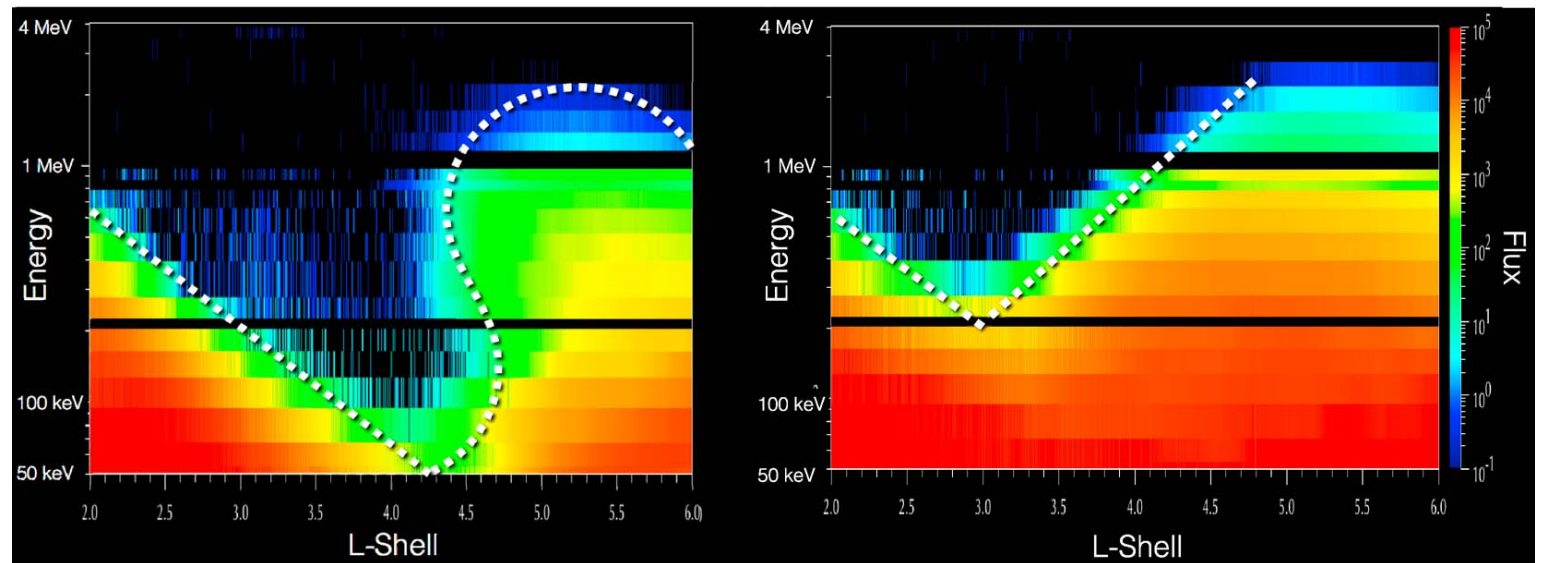 4 MeV
1 MeV
100 keV
50 keV
Energy
2.0 2.5 3.0 3.5 4.0 4.5 5.0 5.5 6.0
L-Shell
4 MeV
1 MeV
100 keV
50 keV
Energy
2.0 2.5 3.0 3.5 4.0 4.5 5.0 5.5 6.0
L-Shell
10^5
10^4
10^3
10^2
10^1
10^0
10^-1
Flux